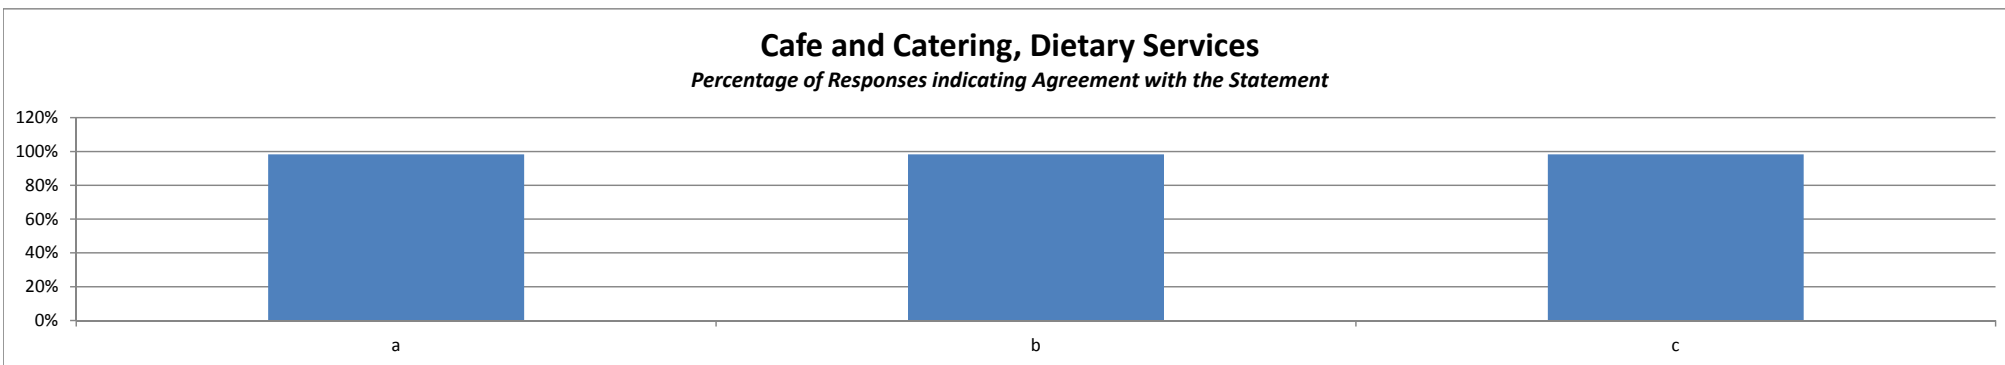 Cafe and Catering, Dietary Services
Percentage of Responses indicating Agreement with the Statement
120%
100%
80%
60%
40%
20%
0%
a b c